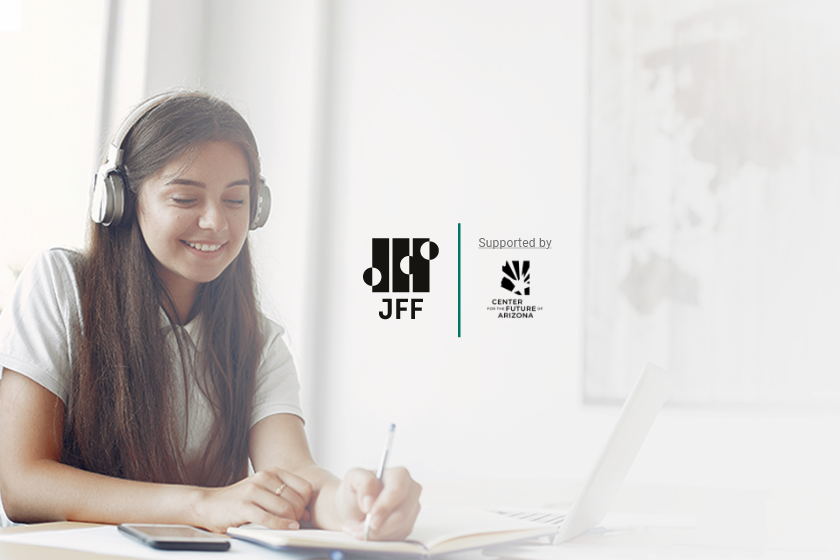 JFF
Supported by
CENTER
FOR THE FUTURE OF
ARIZONA